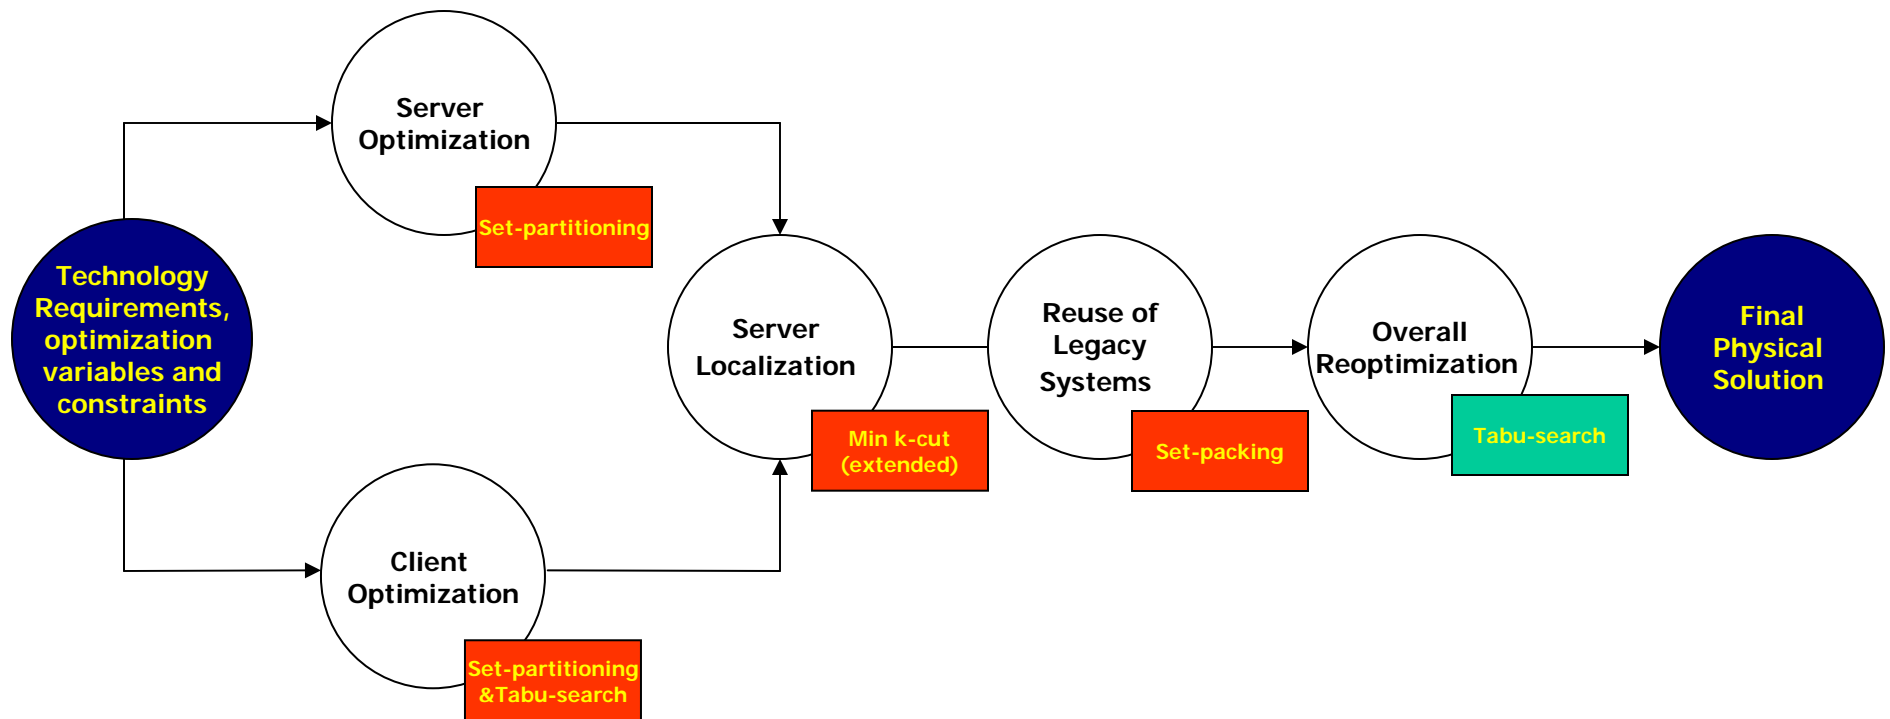 Server
Optimization
Set-partitioning
Technology
Requirements,
optimization
variables and
constraints
Client
Optimization
Set-partitioning
&Tabu-search
Server
Localization
Min k-cut
(extended)
Reuse of
Legacy
Systems
Set-packing
Overall
Reoptimization
Tabu-search
Final
Physical
Solution